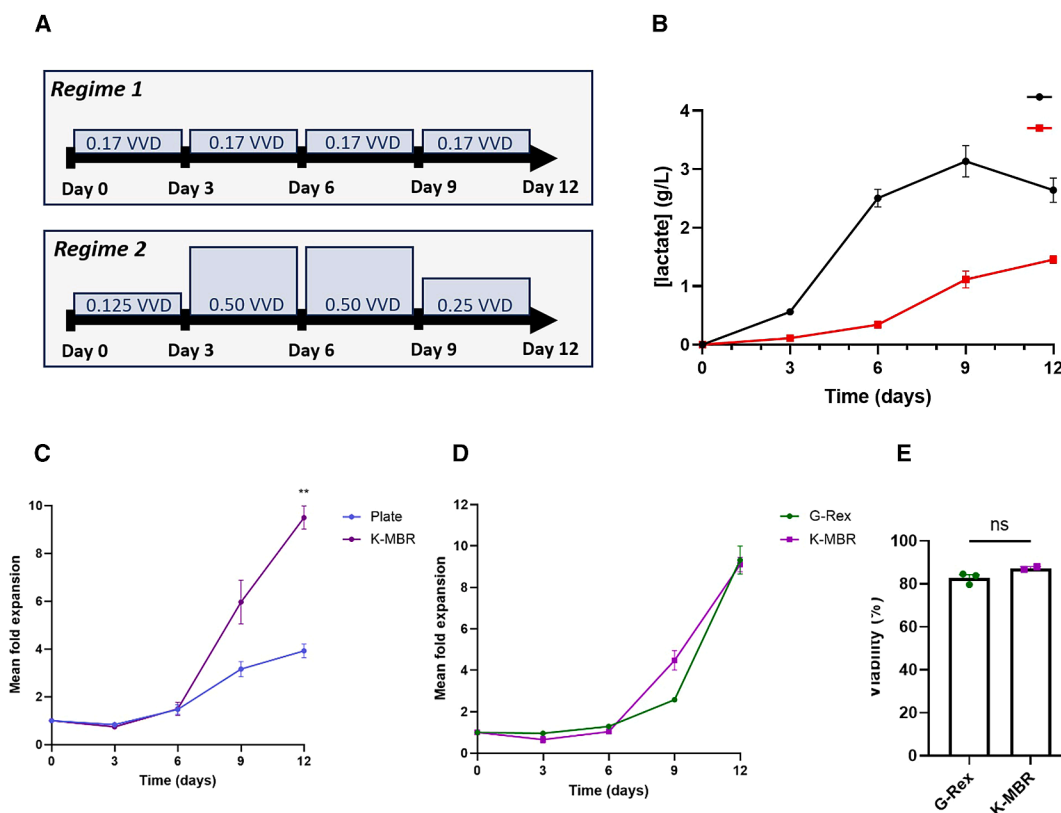 A
Regime 1
0.17 VVD 0.17 VVD 0.17 VVD 0.17 VVD
Day 0 Day 3 Day 6 Day 9 Day 12
Regime 2
0.125 VVD 0.50 VVD 0.50 VVD 0.25 VVD
Day 0 Day 3 Day 6 Day 9 Day 12
B
[lactate] (g/L)
4
3
2
1
0
0 3 6 9 12
Time (days)
C
Mean fold expansion
10
8
6
4
2
0
0 3 6 9 12
Time (days)
**
Plate
K-MBR
D
Mean fold expansion
12
10
8
6
4
2
0
0 3 6 9 12
Time (days)
G-Rex
K-MBR
E
Viability (%)
100
80
60
40
20
0
ns
G-Rex
K-MBR